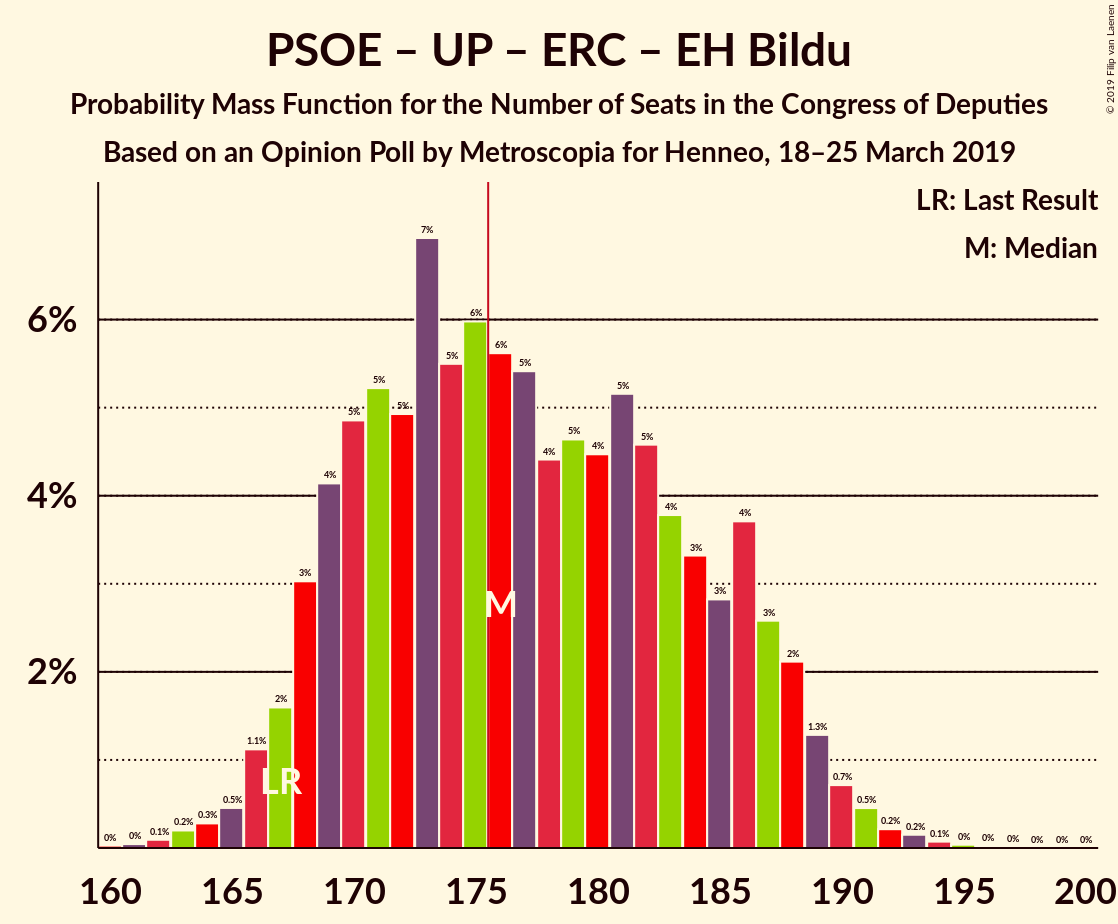 PSOE – UP – ERC – EH Bildu
Probability Mass Function for the Number of Seats in the Congress of Deputies
Based on an Opinion Poll by Metroscopia for Henneo, 18–25 March 2019
© 2019 Filip van Laenen
LR: Last Result
M: Median
6%
4%
2%
0% 0% 0.1% 0.2% 0.3% 0.5% 1.1% 2% 3% 4% 5% 5% 5% 7% 5% 6% 6% 5% 4% 5% 4% 5% 5% 4% 3% 3% 4% 3% 2% 1.3% 0.7% 0.5% 0.2% 0.2% 0.1% 0% 0% 0% 0% 0% 0%
M
LR
160 165 170 175 180 185 190 195 200